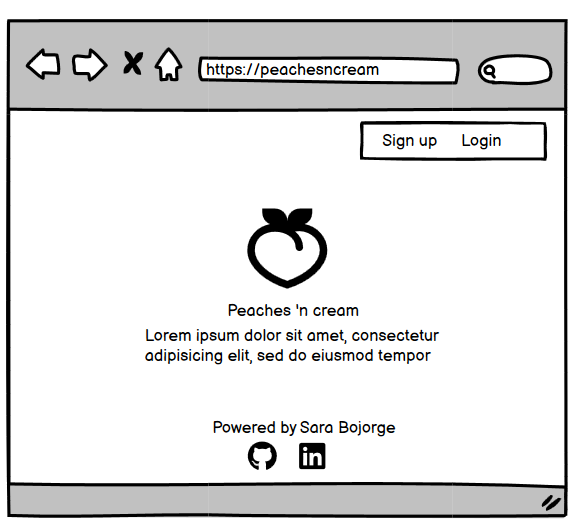 https://peachesncream
Sign up Login
Peaches 'n cream
Lorem ipsum dolor sit amet, consectetur
adipisicing elit, sed do eiusmod tempor
Powered by Sara Bojorge
in